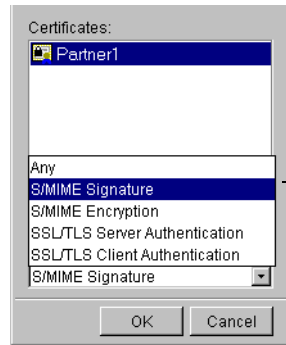 Certificates:
Partner1
Any
S/MIME Signature
S/MIME Encryption
SSL/TLS Server Authentication
SSL/TLS Client Authentication
S/MIME Signature
OK Cancel